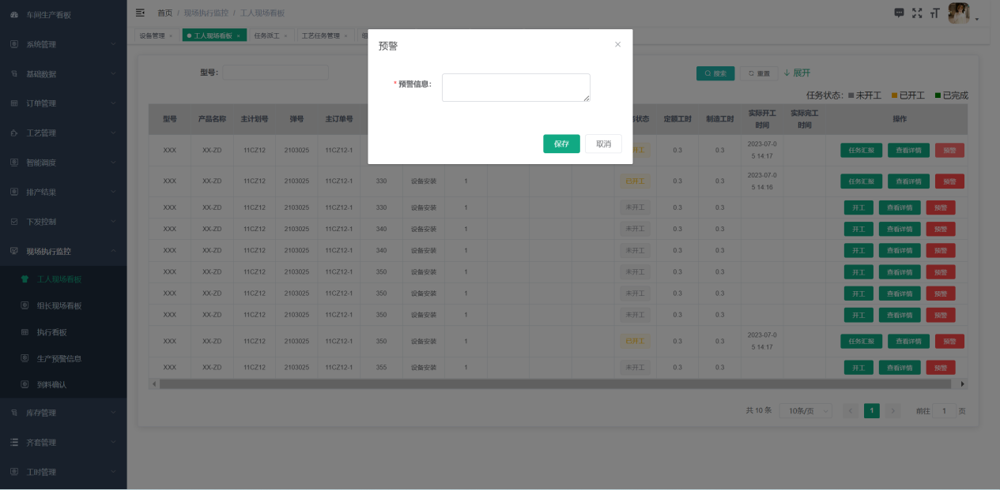 车间生产看板
系统管理
基础数据
订单管理
工艺管理
智能调度
排产结果
下发控制
现场执行监控
工人现场看板
组长现场看板
执行看板
生产预警信息
到料确认
库存管理
齐套管理
工时管理
首页 / 现场执行监控 / 工人现场看板
设备管理 × 工人现场看板 × 任务派工 × 工艺任务管理 × 组
型号: 搜索 重置 展开
任务状态: 未开工 已开工 已完成
预警 ×
* 预警信息:
保存 取消
型号 产品名称 主计划号 弹号 主订单号 状态 定额工时 制造工时 实际开工时间 实际完工时间 操作
XXX XX-ZD 11CZ12 2103025 11CZ12-1 开工 0.3 0.3 2023-07-05 14:17 任务汇报 查看详情 预警
XXX XX-ZD 11CZ12 2103025 11CZ12-1 330 设备安装 1 已开工 0.3 0.3 2023-07-05 14:16 任务汇报 查看详情 预警
XXX XX-ZD 11CZ12 2103025 11CZ12-1 330 设备安装 1 未开工 0.3 0.3 开工 查看详情 预警
XXX XX-ZD 11CZ12 2103025 11CZ12-1 340 设备安装 1 未开工 0.3 0.3 开工 查看详情 预警
XXX XX-ZD 11CZ12 2103025 11CZ12-1 340 设备安装 1 未开工 0.3 0.3 开工 查看详情 预警
XXX XX-ZD 11CZ12 2103025 11CZ12-1 350 设备安装 1 未开工 0.3 0.3 开工 查看详情 预警
XXX XX-ZD 11CZ12 2103025 11CZ12-1 350 设备安装 1 未开工 0.3 0.3 开工 查看详情 预警
XXX XX-ZD 11CZ12 2103025 11CZ12-1 350 设备安装 1 未开工 0.3 0.3 开工 查看详情 预警
XXX XX-ZD 11CZ12 2103025 11CZ12-1 350 设备安装 1 已开工 0.3 0.3 2023-07-05 14:17 任务汇报 查看详情 预警
XXX XX-ZD 11CZ12 2103025 11CZ12-1 355 设备安装 1 未开工 0.3 0.3 开工 查看详情 预警
共 10 条 10条/页 < 1 > 前往 1 页